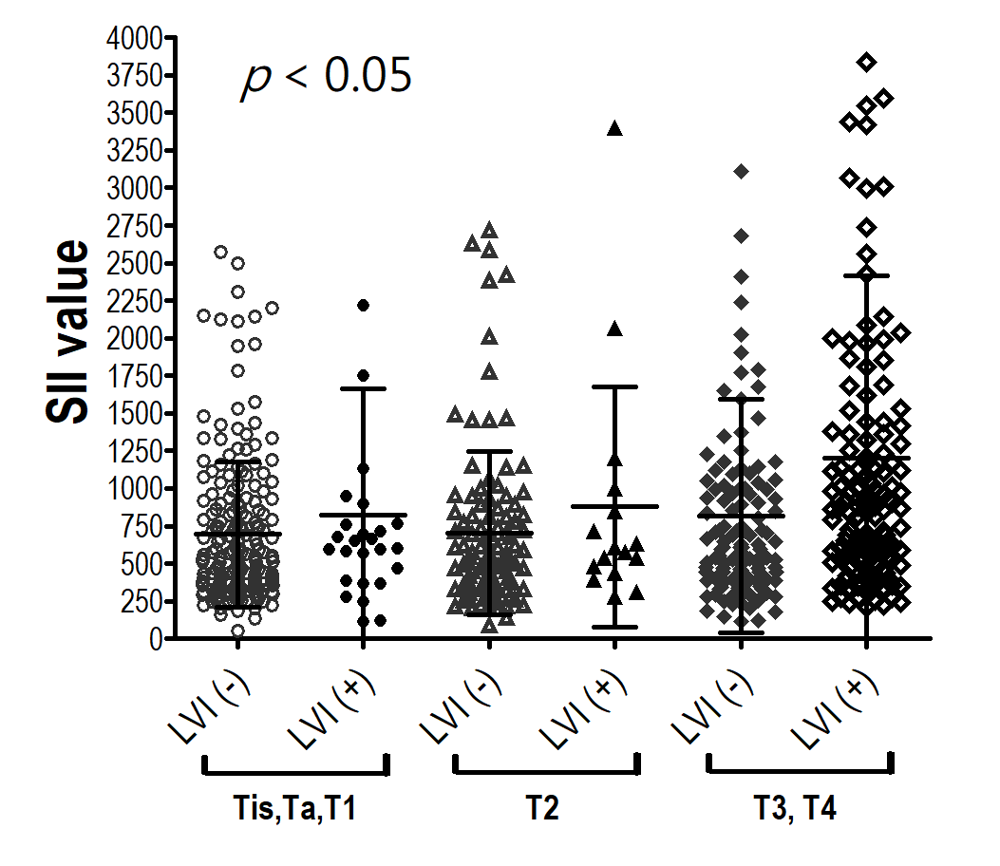 p < 0.05
SII value
4000
3750
3500
3250
3000
2750
2500
2250
2000
1750
1500
1250
1000
750
500
250
0
LVI (-)
LVI (+)
LVI (-)
LVI (+)
LVI (-)
LVI (+)
Tis,Ta,T1
T2
T3, T4